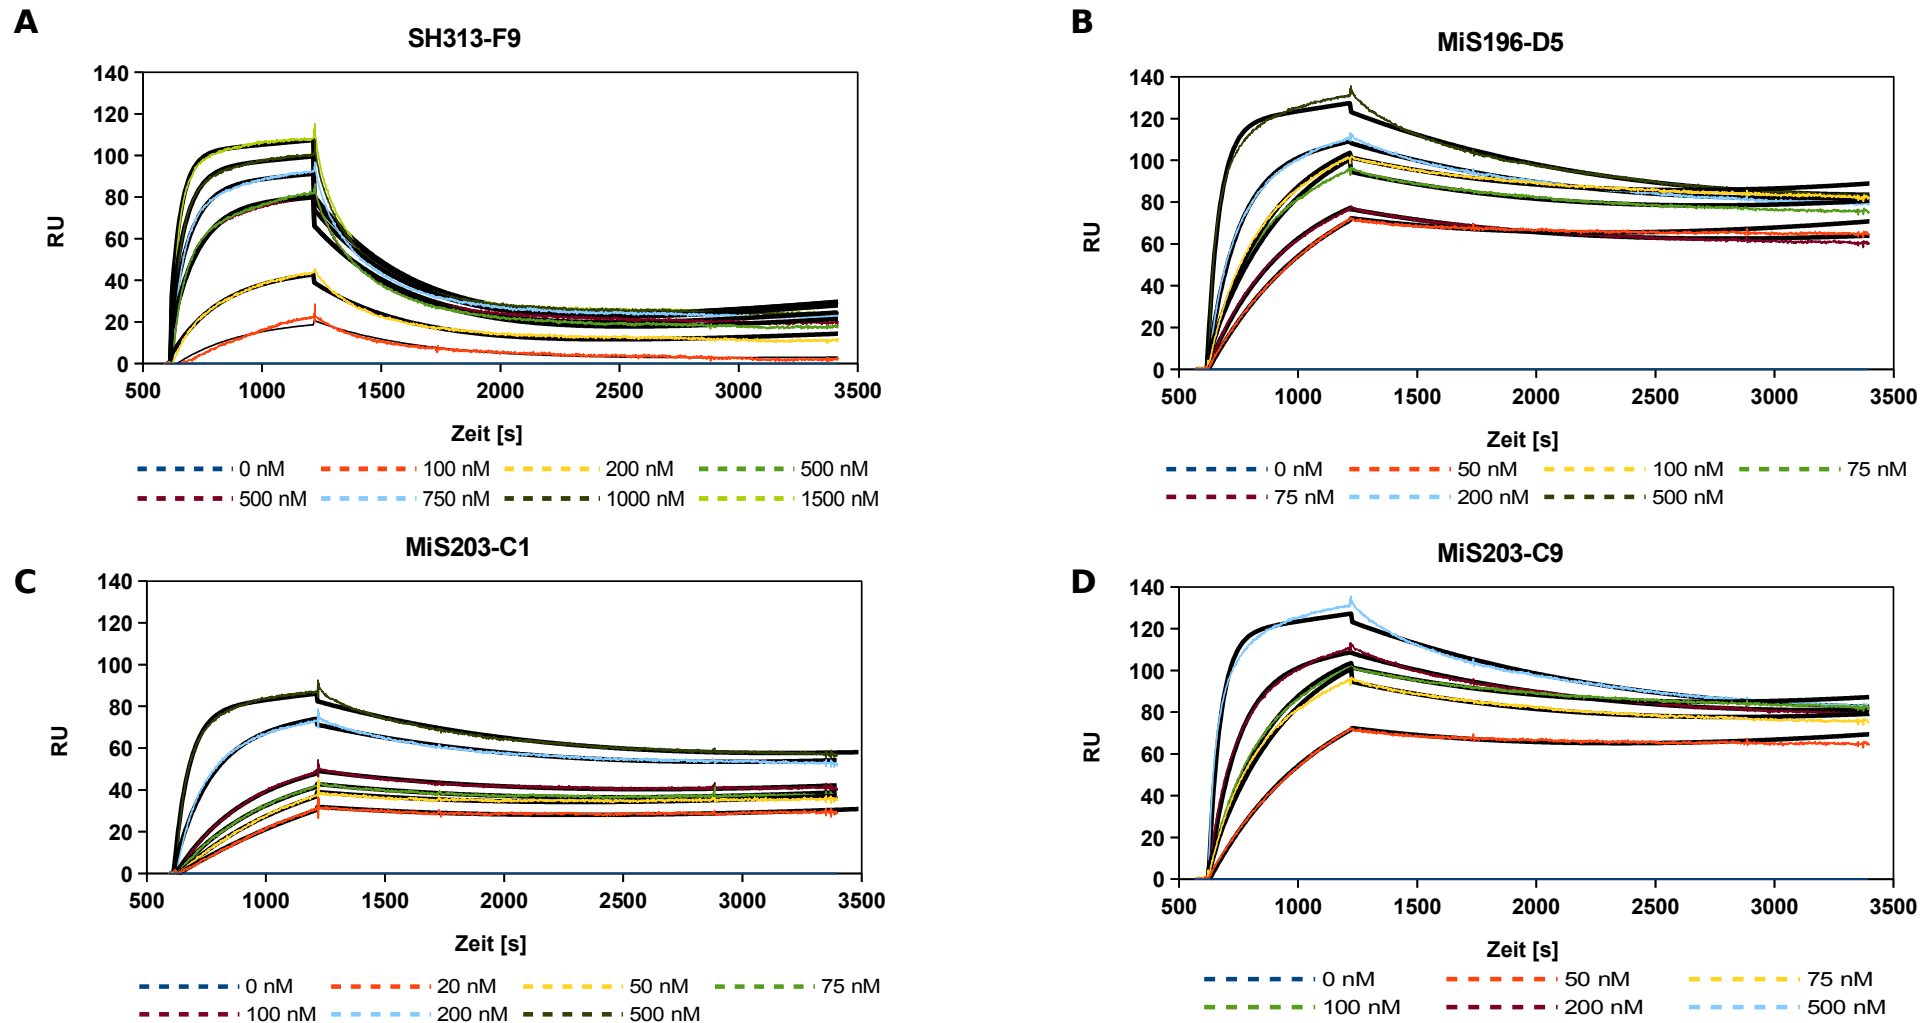 A
SH313-F9
140
120
100
80
60
40
20
0
RU
500 1000 1500 2000 2500 3000 3500
Zeit [s]
0 nM 100 nM 200 nM 500 nM
500 nM 750 nM 1000 nM 1500 nM
B
MiS196-D5
140
120
100
80
60
40
20
0
RU
500 1000 1500 2000 2500 3000 3500
Zeit [s]
0 nM 50 nM 100 nM 75 nM
75 nM 200 nM 500 nM
C
MiS203-C1
140
120
100
80
60
40
20
0
RU
500 1000 1500 2000 2500 3000 3500
Zeit [s]
0 nM 20 nM 50 nM 75 nM
100 nM 200 nM 500 nM
D
MiS203-C9
140
120
100
80
60
40
20
0
RU
500 1000 1500 2000 2500 3000 3500
Zeit [s]
0 nM 50 nM 75 nM
100 nM 200 nM 500 nM